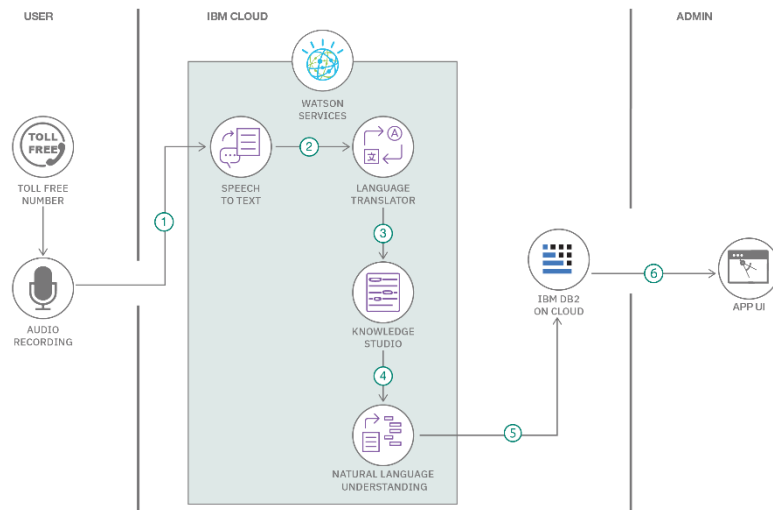 USER
IBM CLOUD
ADMIN
WATSON
SERVICES
TOLL
FREE
TOLL FREE
NUMBER
AUDIO
RECORDING
1
SPEECH
TO TEXT
2
A
文
LANGUAGE
TRANSLATOR
3
KNOWLEDGE
STUDIO
4
NATURAL LANGUAGE
UNDERSTANDING
5
IBM DB2
ON CLOUD
6
APP UI